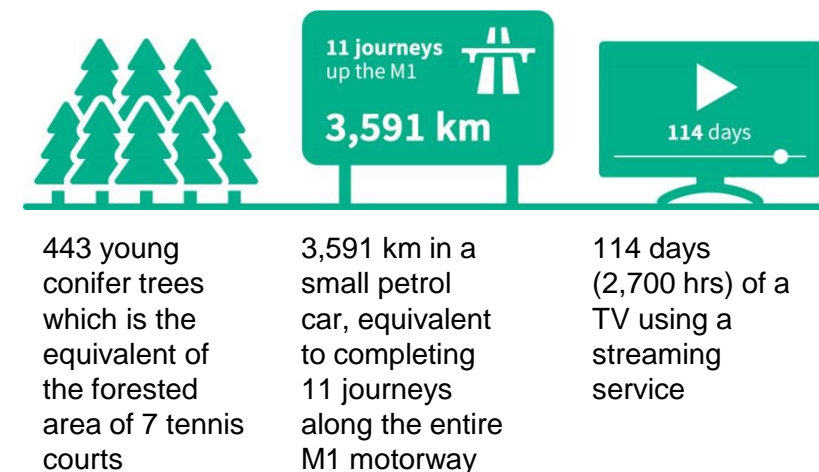 11 journeys
up the M1
3,591 km
114 days
443 young
conifer trees
which is the
equivalent of
the forested
area of 7 tennis
courts
3,591 km in a
small petrol
car, equivalent
to completing
11 journeys
along the entire
M1 motorway
114 days
(2,700 hrs) of a
TV using a
streaming
service